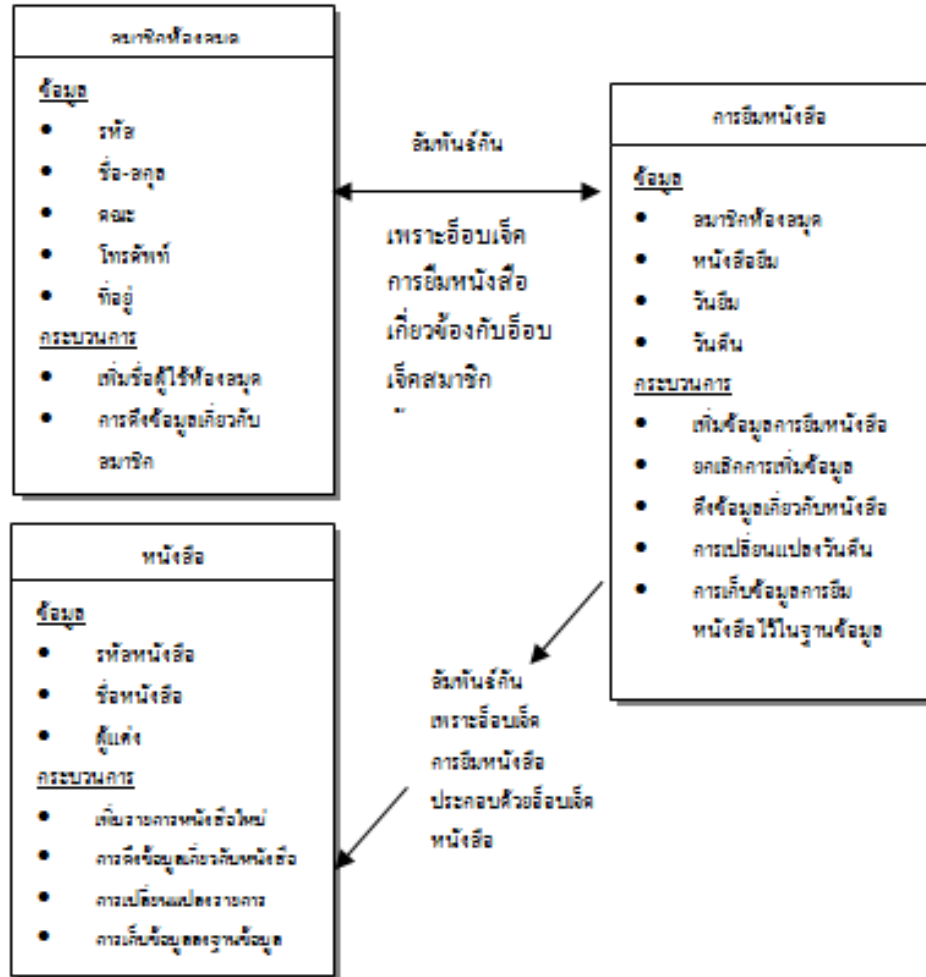 สมาชิกห้องสมุด
ข้อมูล
รหัส
ชื่อ-สกุล
คณะ
โทรศัพท์
ที่อยู่
กระบวนการ
เพิ่มชื่อผู้ใช้ห้องสมุด
การดึงข้อมูลเกี่ยวกับ
สมาชิก
สัมพันธ์กัน
เพราะอ็อบเจ็ค
การยืมหนังสือ
เกี่ยวข้องกับอ็อบ
เจ็คสมาชิก
การยืมหนังสือ
ข้อมูล
สมาชิกห้องสมุด
หนังสือยืม
วันยืม
วันคืน
กระบวนการ
เพิ่มข้อมูลการยืมหนังสือ
ยกเลิกการเพิ่มข้อมูล
ดึงข้อมูลเกี่ยวกับหนังสือ
การเปลี่ยนแปลงวันคืน
การเก็บข้อมูลการยืม
หนังสือไว้ในฐานข้อมูล
หนังสือ
ข้อมูล
รหัสหนังสือ
ชื่อหนังสือ
ผู้แต่ง
กระบวนการ
เพิ่มรายการหนังสือใหม่
การดึงข้อมูลเกี่ยวกับหนังสือ
การเปลี่ยนแปลงรายการ
การเก็บข้อมูลลงฐานข้อมูล
สัมพันธ์กัน
เพราะอ็อบเจ็ค
การยืมหนังสือ
ประกอบด้วยอ็อบเจ็ค
หนังสือ